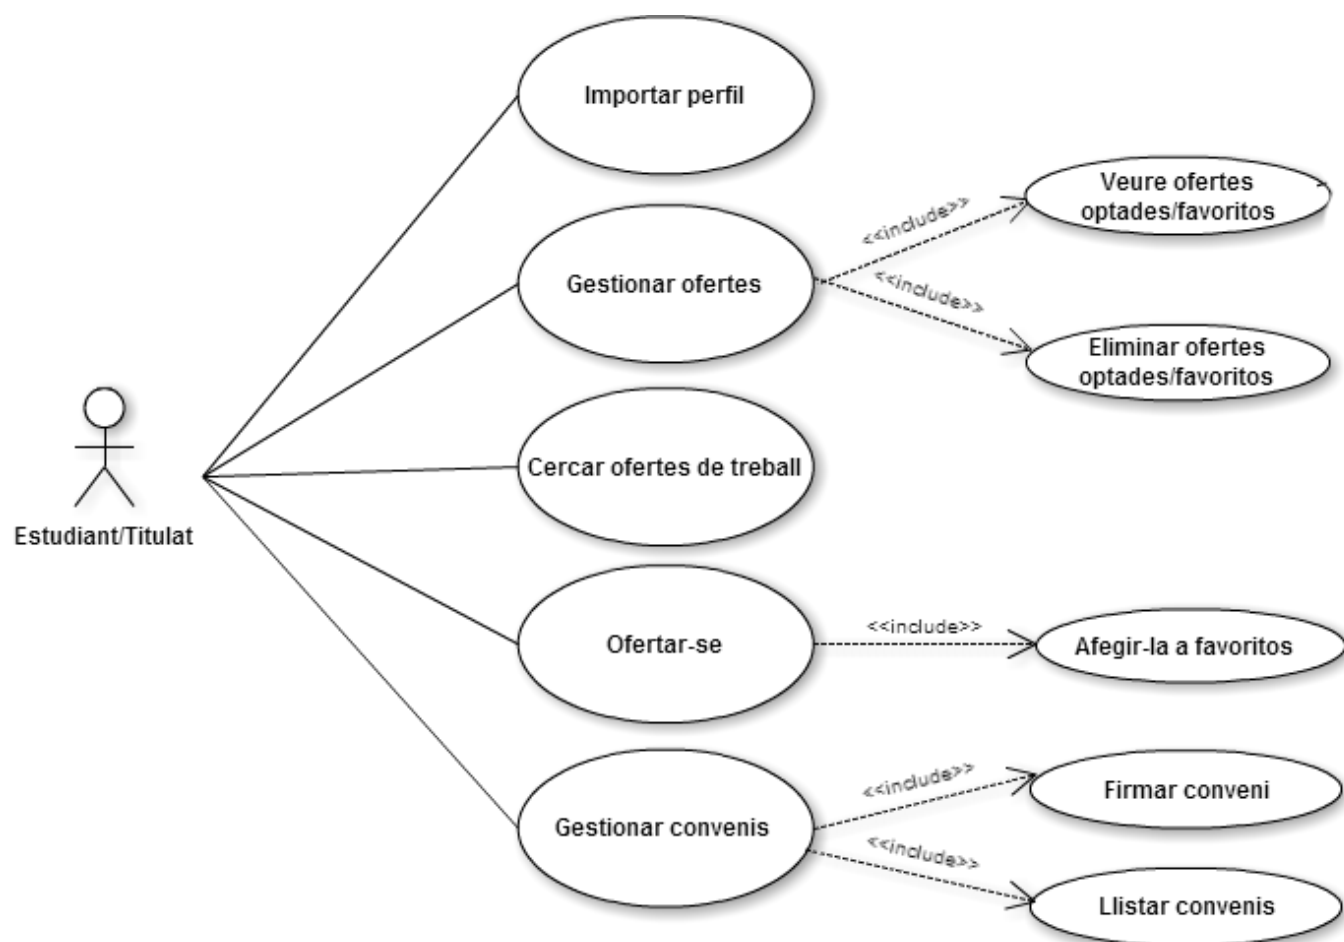 Importar perfil
Veure ofertes
optades/favoritos
<<include>>
Gestionar ofertes
<<include>>
Eliminar ofertes
optades/favoritos
Cercar ofertes de treball
Estudiant/Titulat
Ofertar-se
<<include>>
Afegir-la a favoritos
Gestionar convenis
<<include>>
Firmar conveni
<<include>>
Llistar convenis